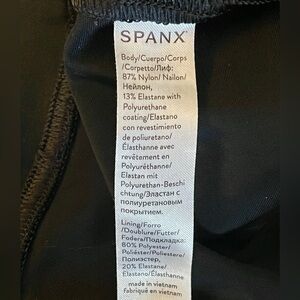 SPANX
Body/Cuerpo/Corps
/Corpetto/Лиф:
87% Nylon/ Nailon/
Нейлон,
13% Elastane with
Polyurethane
coating/Elastano
con revestimiento
de poliuretano/
Élasthanne avec
revêtement en
Polyuréthanne/
Elastan mit
Polyurethan-Beschi
chtung/Эластан с
полиуретановым
покрытием.
Lining/Forro
/Doublure/Futter/
Fodera/Подкладка:
80% Polyester/
Poliéster/Poliestere/
Полиэстер,
20% Elastane/
Elastano/Élasthanne/
made in vietnam
fabriqué en vietnam